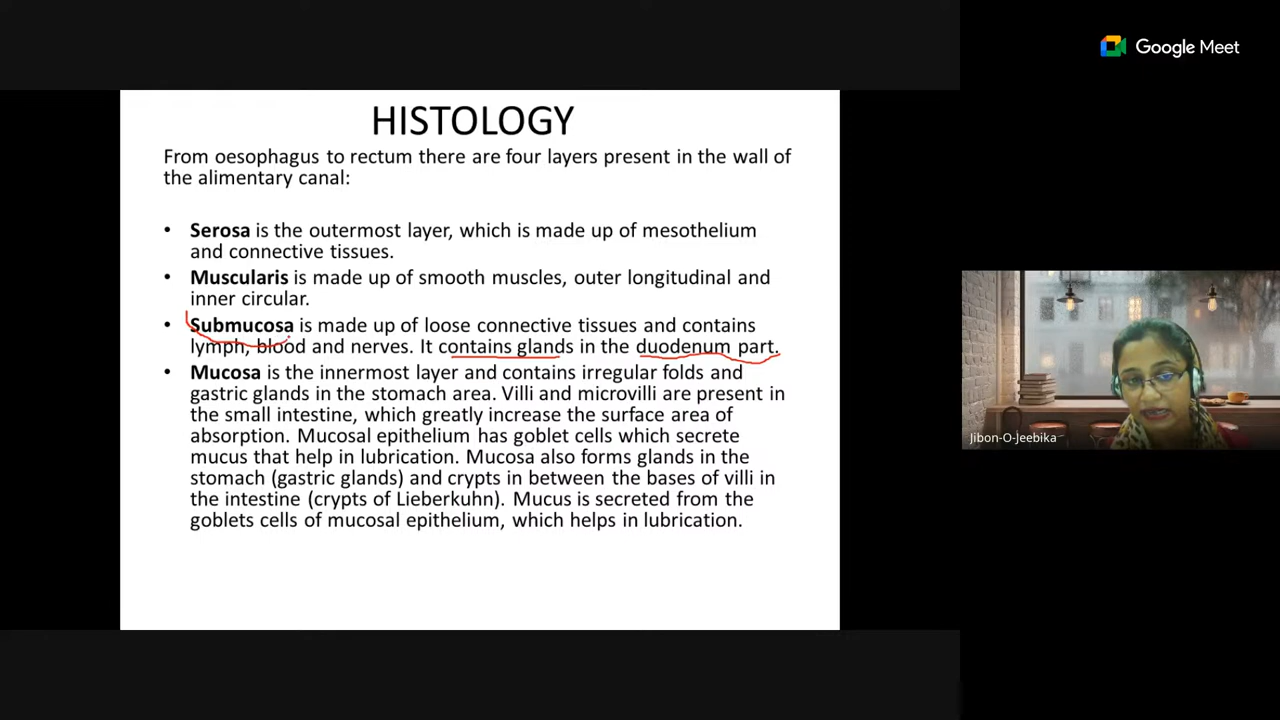 Google Meet
HISTOLOGY
From oesophagus to rectum there are four layers present in the wall of
the alimentary canal:
• Serosa is the outermost layer, which is made up of mesothelium
and connective tissues.
• Muscularis is made up of smooth muscles, outer longitudinal and
inner circular.
• Submucosa is made up of loose connective tissues and contains
lymph, blood and nerves. It contains glands in the duodenum part.
• Mucosa is the innermost layer and contains irregular folds and
gastric glands in the stomach area. Villi and microvilli are present in
the small intestine, which greatly increase the surface area of
absorption. Mucosal epithelium has goblet cells which secrete
mucus that help in lubrication. Mucosa also forms glands in the
stomach (gastric glands) and crypts in between the bases of villi in
the intestine (crypts of Lieberkuhn). Mucus is secreted from the
goblets cells of mucosal epithelium, which helps in lubrication.
Jibon-O-Jeebika